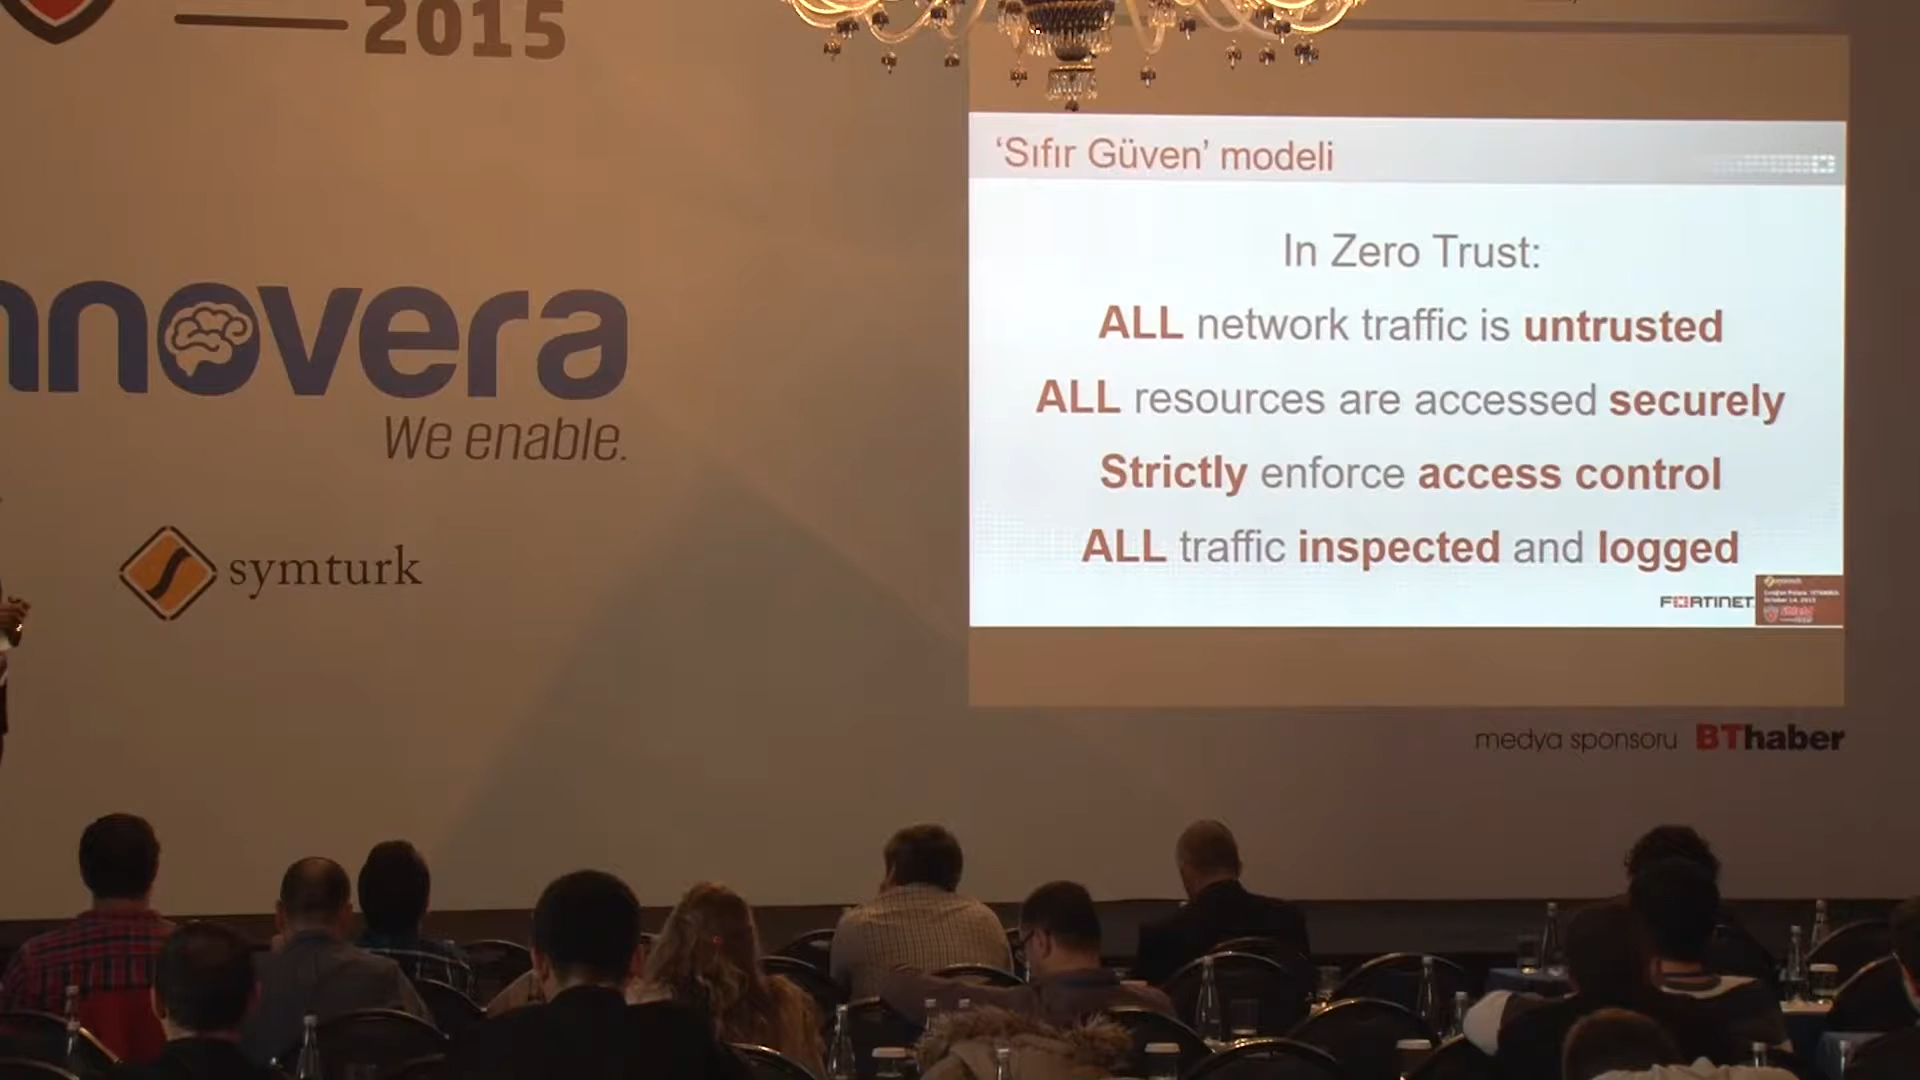 2015
nnovera
We enable.
symturk
‘Sıfır Güven’ modeli
In Zero Trust:
ALL network traffic is untrusted
ALL resources are accessed securely
Strictly enforce access control
ALL traffic inspected and logged
FORTINET
medya sponsoru BThaber